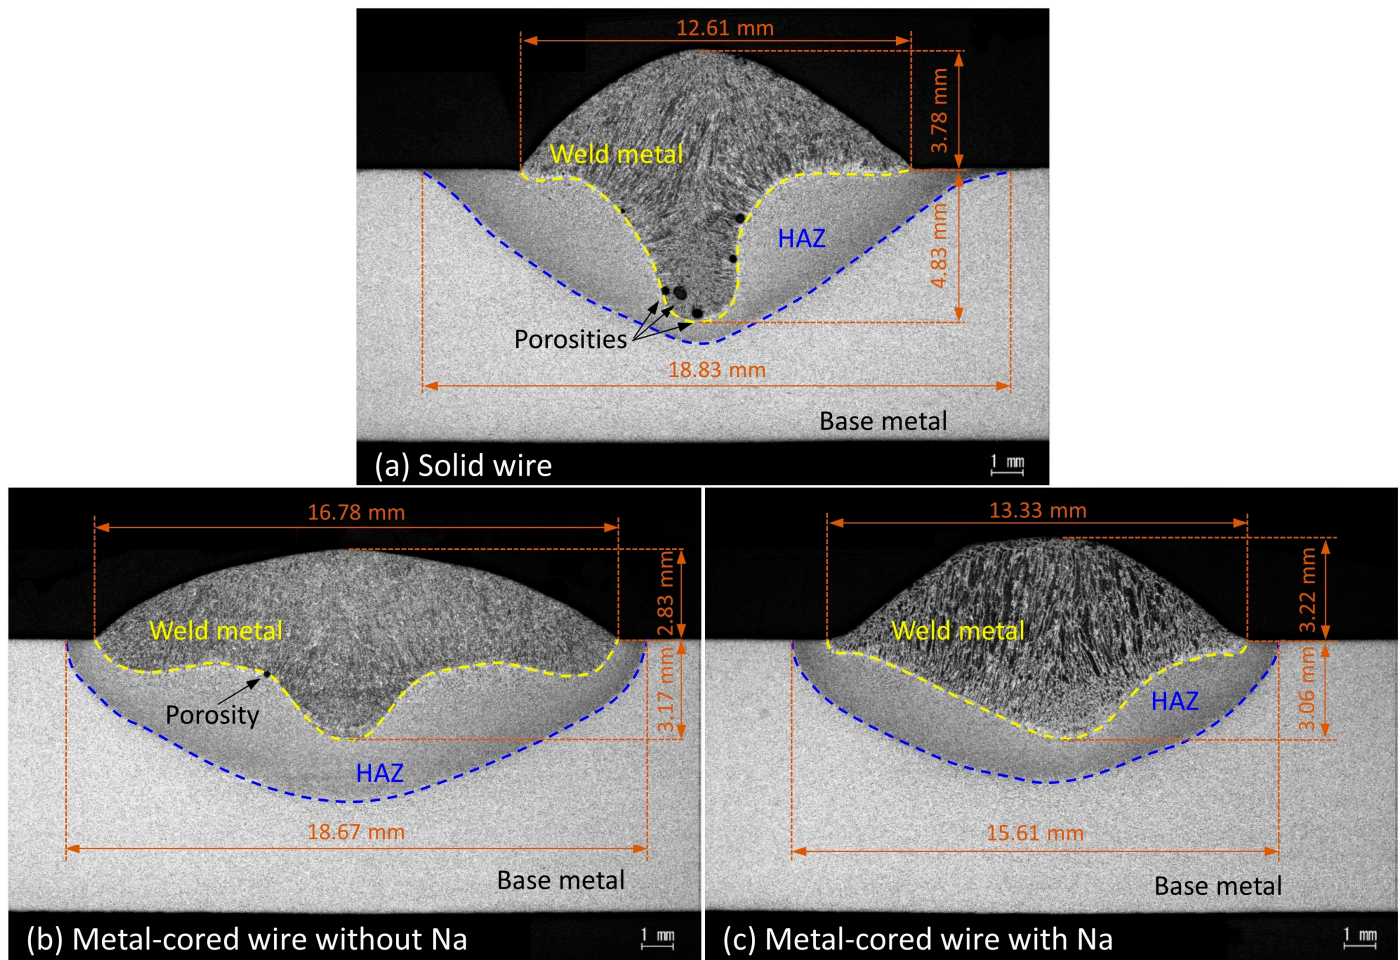 12.61 mm
3.78 mm
Weld metal
HAZ
4.83 mm
Porosities
18.83 mm
Base metal
(a) Solid wire
1 mm
16.78 mm
2.83 mm
Weld metal
3.17 mm
Porosity
HAZ
18.67 mm
Base metal
(b) Metal-cored wire without Na
1 mm
13.33 mm
3.22 mm
Weld metal
HAZ
3.06 mm
15.61 mm
Base metal
(c) Metal-cored wire with Na
1 mm